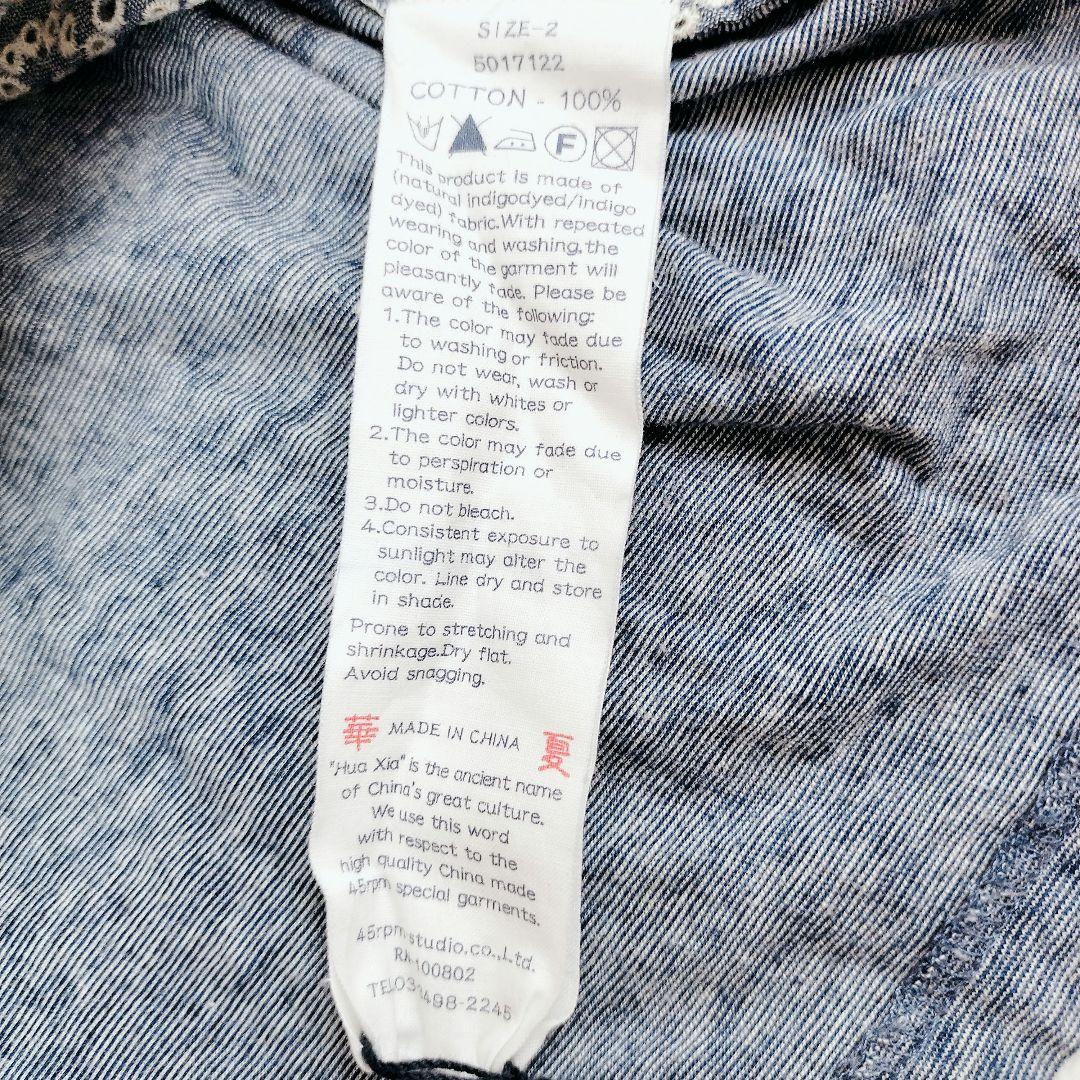 SIZE-2
5017122
COTTON - 100%
F
This product is made of
(natural indigodyed/indigo
dyed) fabric.With repeated
wearing and washing,the
color of the garment will
pleasantly fade. Please be
aware of the following:
1.The color may fade due
to washing or friction.
Do not wear, wash or
dry with whites or
lighter colors.
2.The color may fade due
to perspiration or
moisture.
3.Do not bleach.
4.Consistent exposure to
sunlight may alter the
color. Line dry and store
in shade.
Prone to stretching and
shrinkage.Dry flat.
Avoid snagging.
華 MADE IN CHINA 夏
"Hua Xia" is the ancient name
of China's great culture.
We use this word
with respect to the
high quality China made
45rpm special garments.
45rpm studio.co.,Ltd.
RN 100802